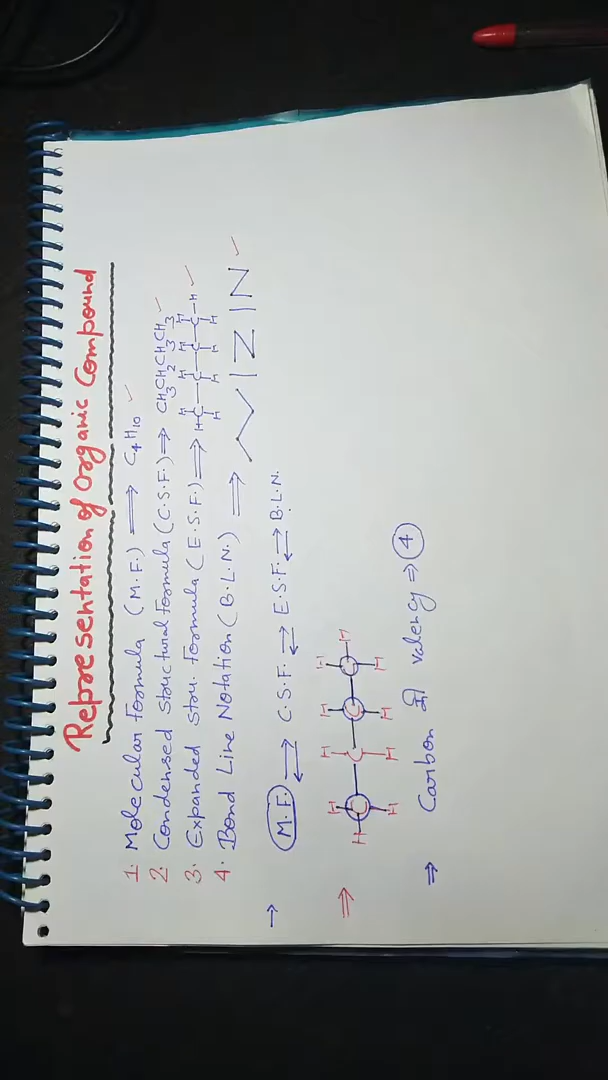 Representation of Organic Compound
1. Molecular Formula (M.F.) ⟹ C₄H₁₀ ✓
2. Condensed structural formula (C.S.F.) ⟹ CH₃CH₂CH₂CH₃ ✓
3. Expanded stru. Formula (E.S.F.) ⟹ H-C-C-C-C-H ✓
4. Bond Line Notation (B.L.N.) ⟹ ✓
→ M.F. ⇌ C.S.F. ⇌ E.S.F. ⇌ B.L.N.
⇒ H-C-C-C-C-H
⇒ Carbon की valency ⇒ 4